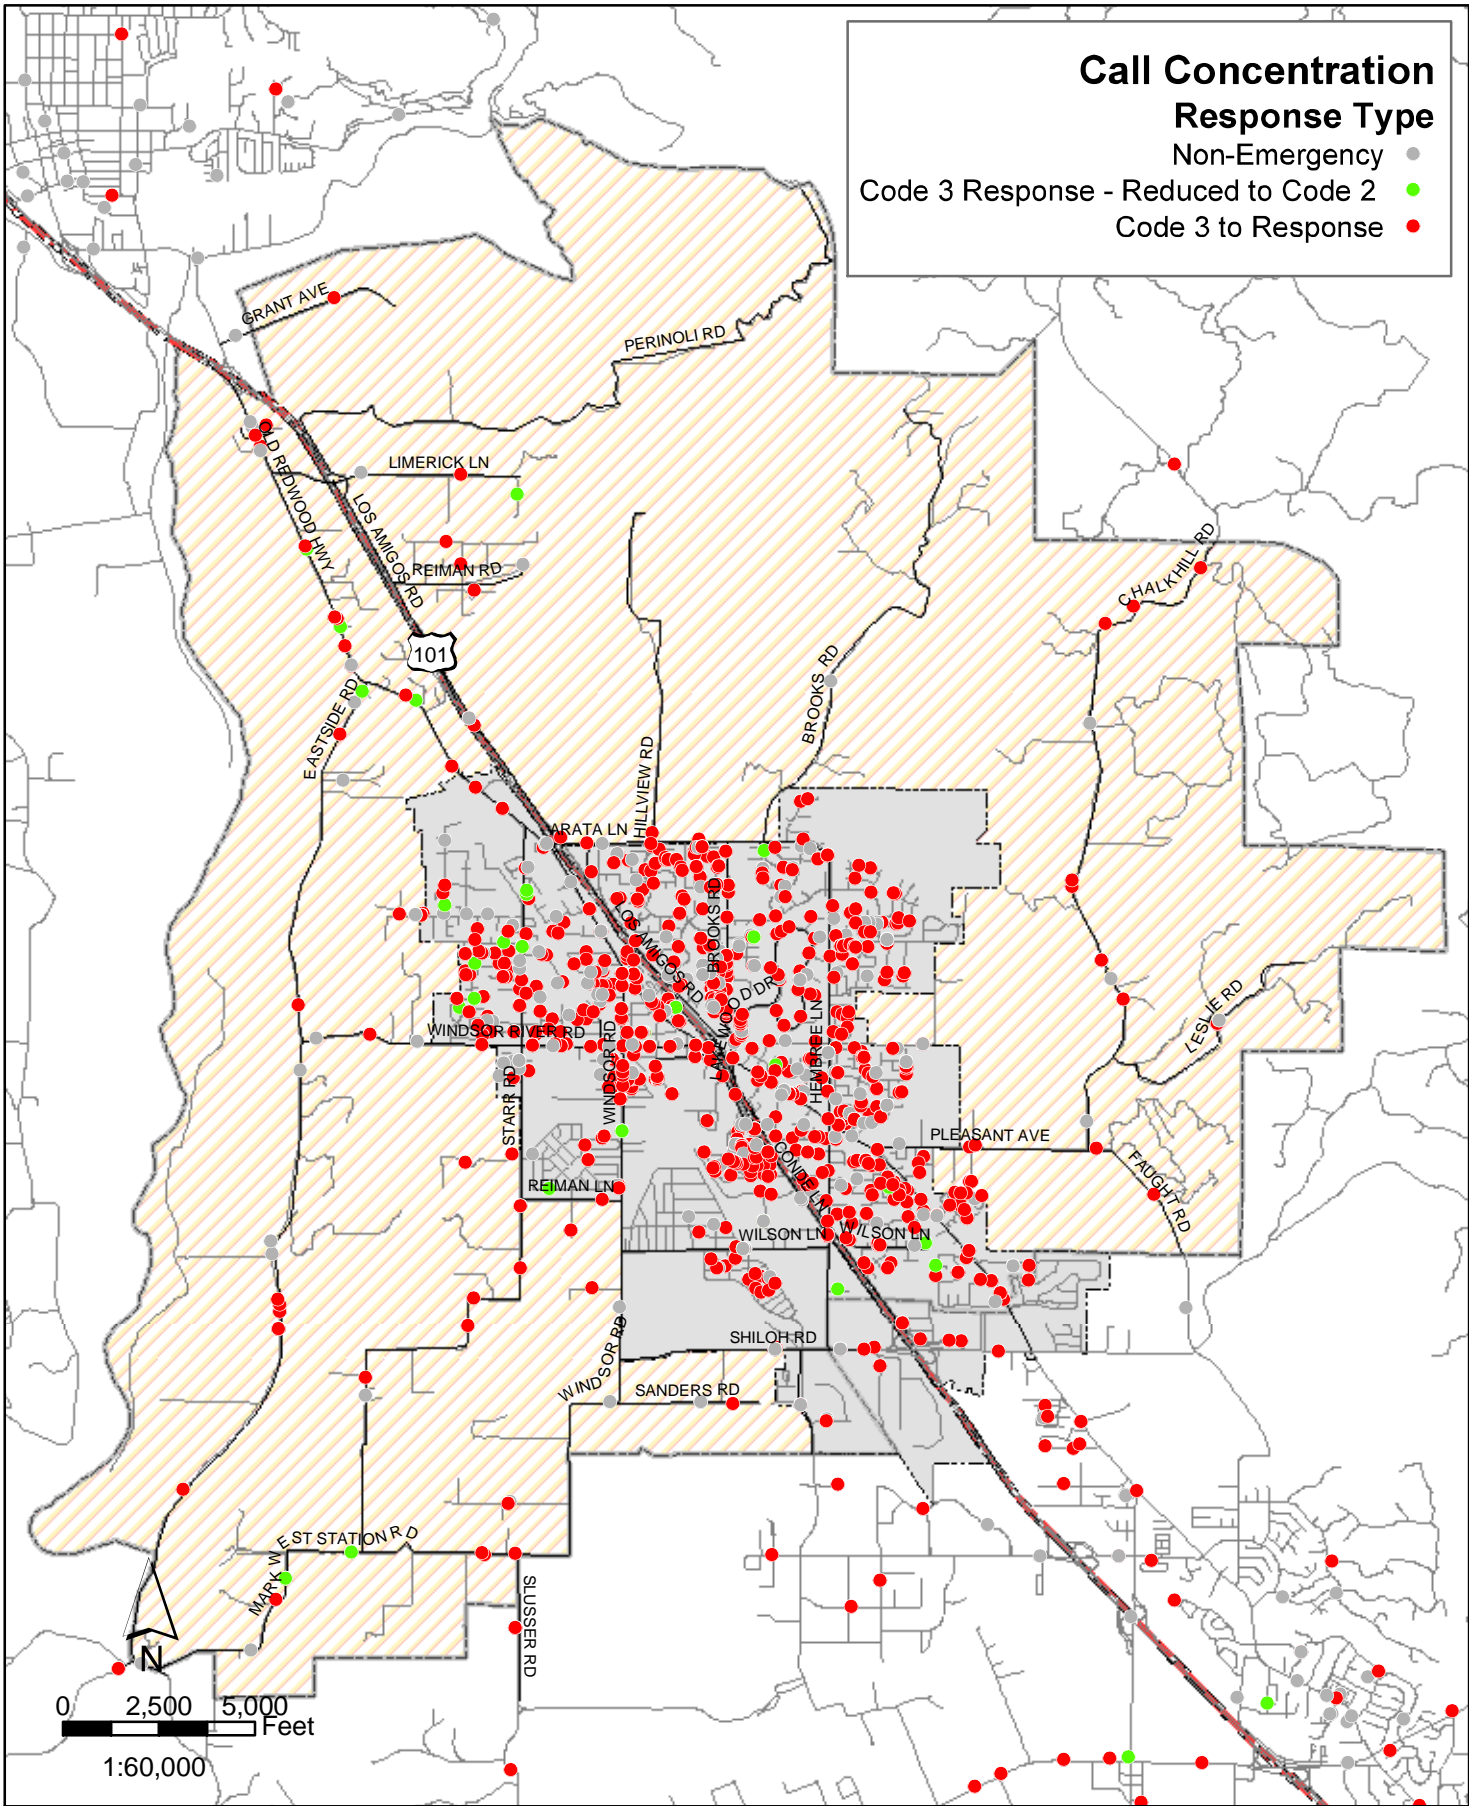 Call Concentration
Response Type
Non-Emergency
Code 3 Response - Reduced to Code 2
Code 3 to Response
GRANT AVE
PERINOLI RD
LIMERICK LN
OLD REDWOOD HWY
LOS AMIGOS RD
REIMAN RD
CHALK HILL RD
101
EASTSIDE RD
BROOKS RD
HILLVIEW RD
ARATA LN
BROOKS RD
LOS AMIGOS RD
LAKEWOOD DR
LESLIE RD
WINDSOR RIVER RD
WINDSOR RD
HEMBREE LN
STARR RD
PLEASANT AVE
CONDE LN
FAUGHT RD
REIMAN LN
WILSON LN
WILSON LN
SHILOH RD
WINDSOR RD
SANDERS RD
MARK WEST STATION RD
SLUSSER RD
N
0 2,500 5,000
Feet
1:60,000